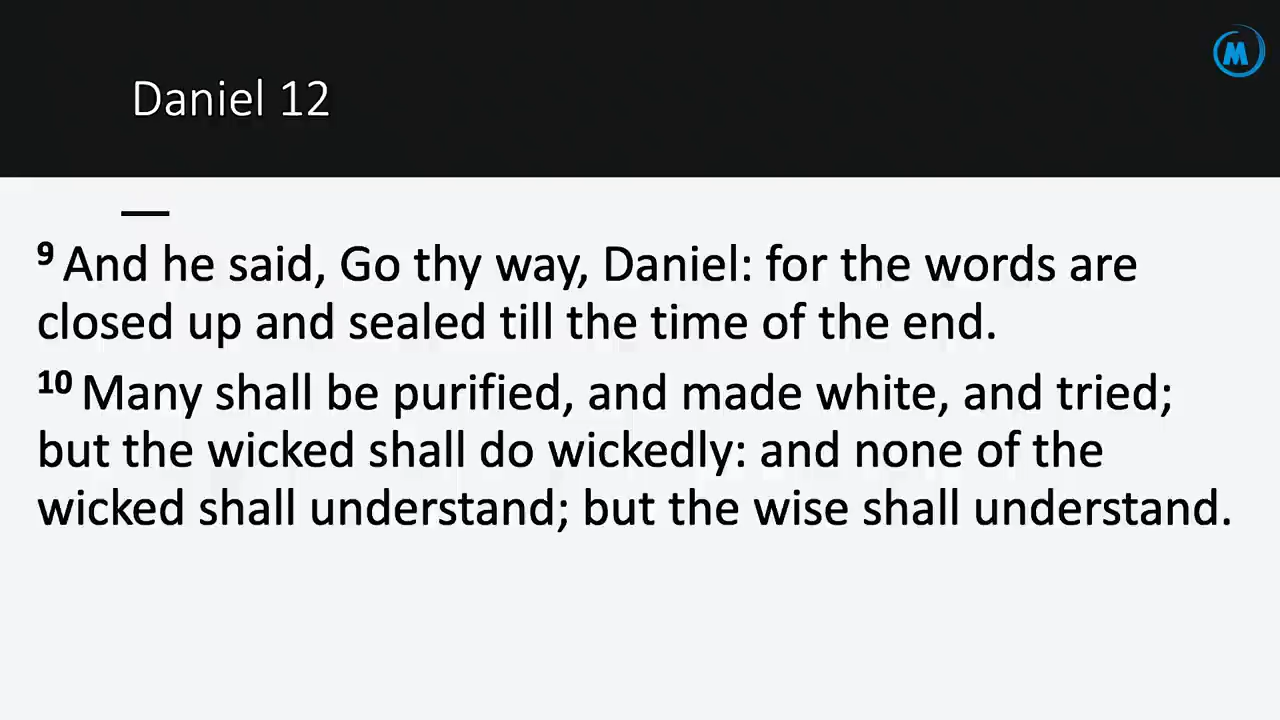 M
Daniel 12
9 And he said, Go thy way, Daniel: for the words are
closed up and sealed till the time of the end.
10 Many shall be purified, and made white, and tried;
but the wicked shall do wickedly: and none of the
wicked shall understand; but the wise shall understand.